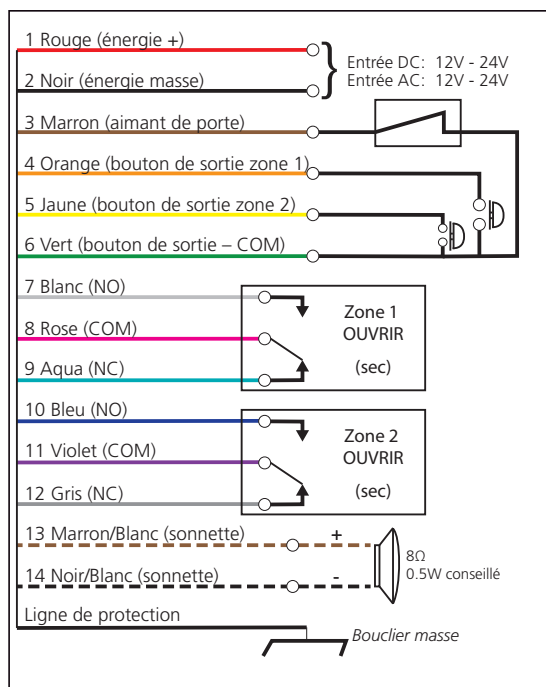 1 Rouge (énergie +)
Entrée DC: 12V - 24V
2 Noir (énergie masse)
Entrée AC: 12V - 24V
3 Marron (aimant de porte)
4 Orange (bouton de sortie zone 1)
5 Jaune (bouton de sortie zone 2)
6 Vert (bouton de sortie – COM)
7 Blanc (NO)
Zone 1
OUVRIR
8 Rose (COM)
(sec)
9 Aqua (NC)
10 Bleu (NO)
Zone 2
OUVRIR
11 Violet (COM)
(sec)
12 Gris (NC)
13 Marron/Blanc (sonnette)
+
8Ω
0.5W conseillé
14 Noir/Blanc (sonnette)
-
Ligne de protection
Bouclier masse